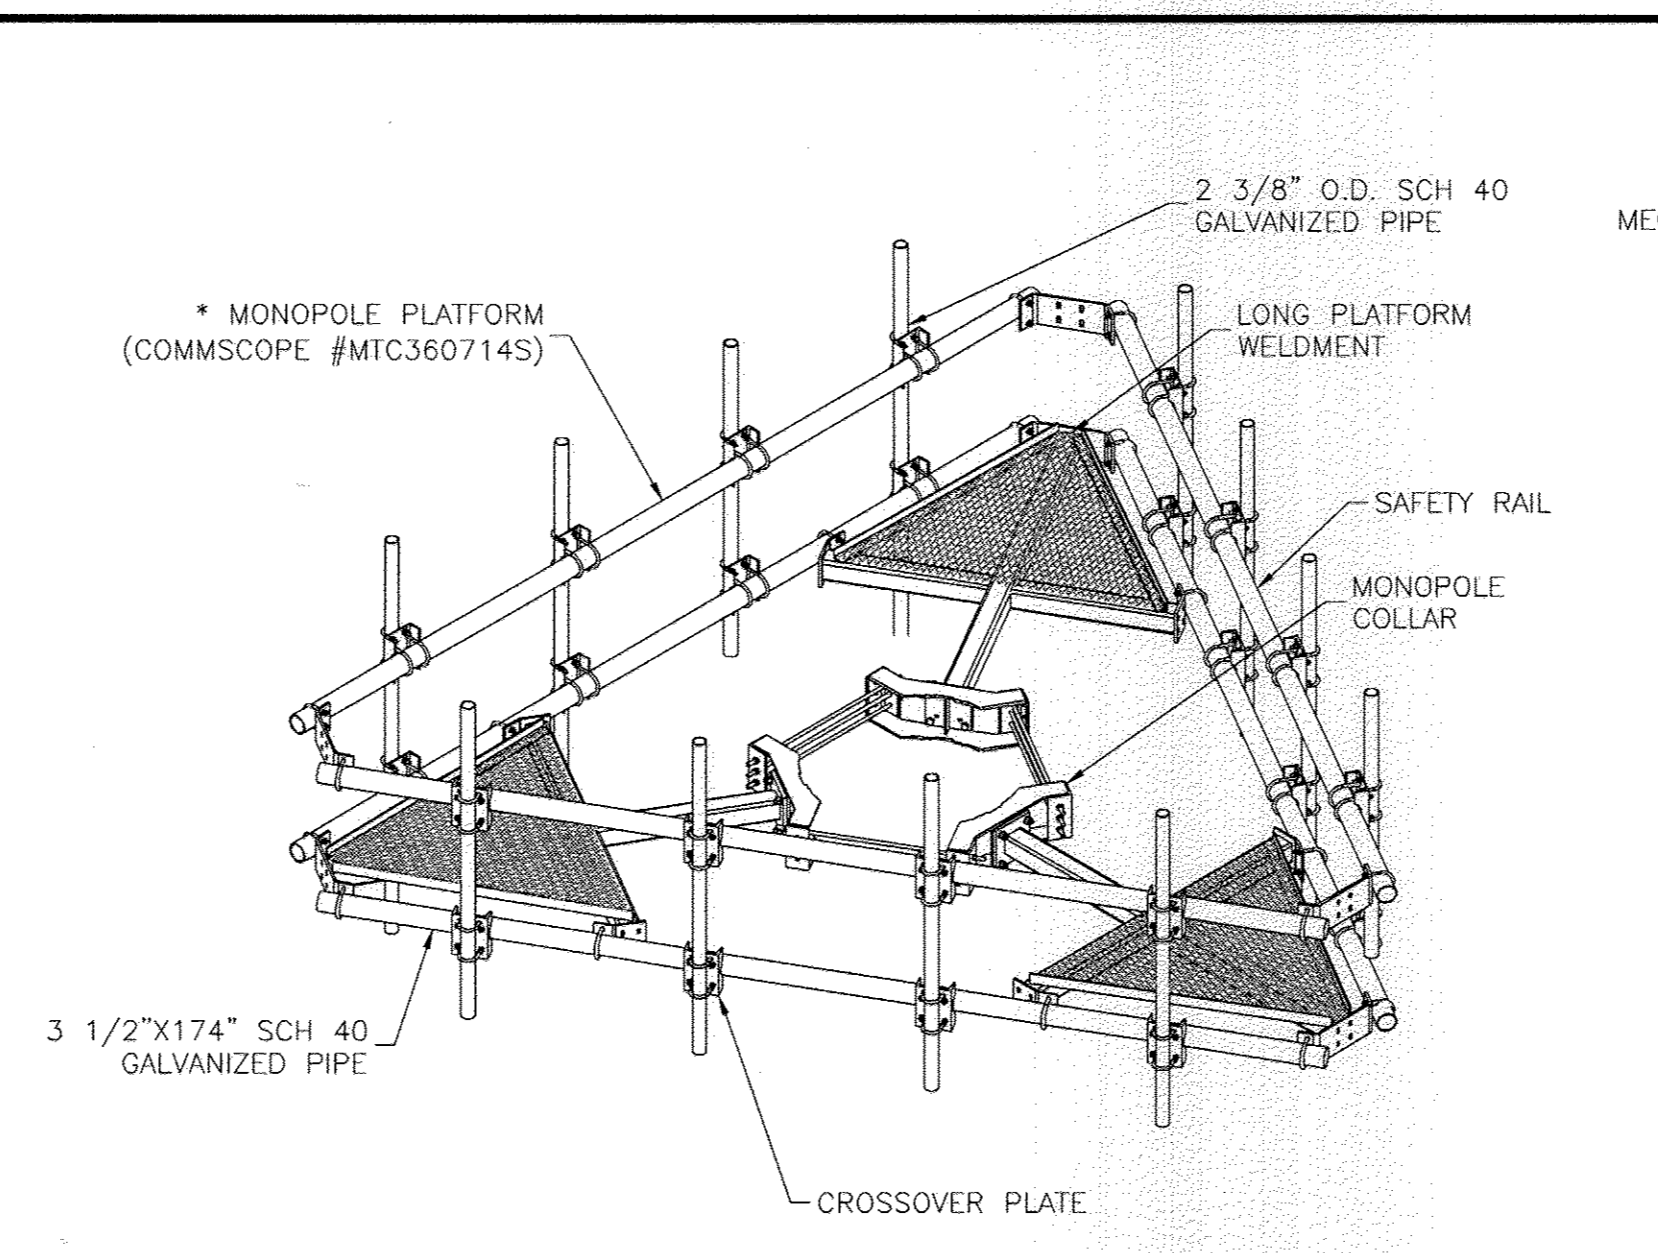 2 3/8" O.D. SCH 40
GALVANIZED PIPE
* MONOPOLE PLATFORM
(COMMSCOPE #MTC360714S)
LONG PLATFORM
WELDMENT
SAFETY RAIL
MONOPOLE
COLLAR
3 1/2"X174" SCH 40
GALVANIZED PIPE
CROSSOVER PLATE